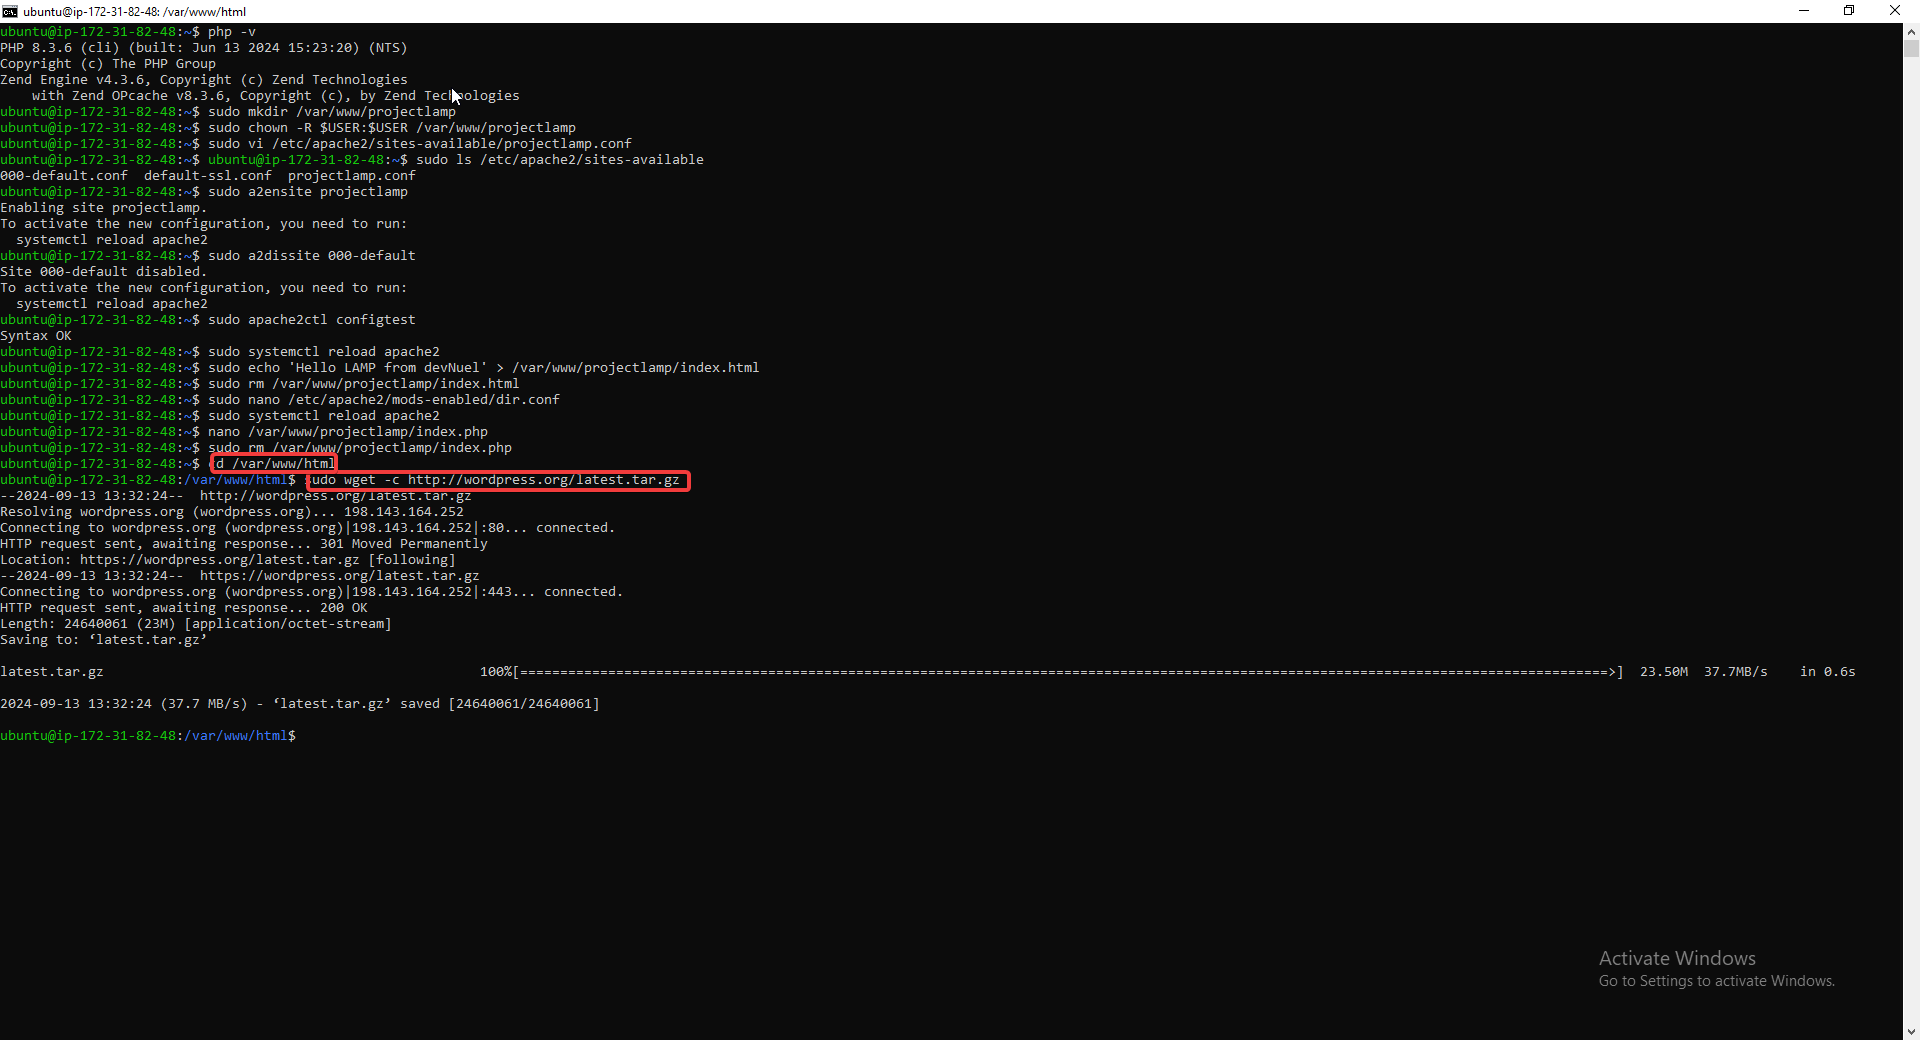 ubuntu@ip-172-31-82-48: /var/www/html
ubuntu@ip-172-31-82-48:~$ php -v
PHP 8.3.6 (cli) (built: Jun 13 2024 15:23:20) (NTS)
Copyright (c) The PHP Group
Zend Engine v4.3.6, Copyright (c) Zend Technologies
    with Zend OPcache v8.3.6, Copyright (c), by Zend Technologies
ubuntu@ip-172-31-82-48:~$ sudo mkdir /var/www/projectlamp
ubuntu@ip-172-31-82-48:~$ sudo chown -R $USER:$USER /var/www/projectlamp
ubuntu@ip-172-31-82-48:~$ sudo vi /etc/apache2/sites-available/projectlamp.conf
ubuntu@ip-172-31-82-48:~$ ubuntu@ip-172-31-82-48:~$ sudo ls /etc/apache2/sites-available
000-default.conf  default-ssl.conf  projectlamp.conf
ubuntu@ip-172-31-82-48:~$ sudo a2ensite projectlamp
Enabling site projectlamp.
To activate the new configuration, you need to run:
  systemctl reload apache2
ubuntu@ip-172-31-82-48:~$ sudo a2dissite 000-default
Site 000-default disabled.
To activate the new configuration, you need to run:
  systemctl reload apache2
ubuntu@ip-172-31-82-48:~$ sudo apache2ctl configtest
Syntax OK
ubuntu@ip-172-31-82-48:~$ sudo systemctl reload apache2
ubuntu@ip-172-31-82-48:~$ sudo echo 'Hello LAMP from devNuel' > /var/www/projectlamp/index.html
ubuntu@ip-172-31-82-48:~$ sudo rm /var/www/projectlamp/index.html
ubuntu@ip-172-31-82-48:~$ sudo nano /etc/apache2/mods-enabled/dir.conf
ubuntu@ip-172-31-82-48:~$ sudo systemctl reload apache2
ubuntu@ip-172-31-82-48:~$ nano /var/www/projectlamp/index.php
ubuntu@ip-172-31-82-48:~$ sudo rm /var/www/projectlamp/index.php
ubuntu@ip-172-31-82-48:~$ cd /var/www/html
ubuntu@ip-172-31-82-48:/var/www/html$ sudo wget -c http://wordpress.org/latest.tar.gz
--2024-09-13 13:32:24--  http://wordpress.org/latest.tar.gz
Resolving wordpress.org (wordpress.org)... 198.143.164.252
Connecting to wordpress.org (wordpress.org)|198.143.164.252|:80... connected.
HTTP request sent, awaiting response... 301 Moved Permanently
Location: https://wordpress.org/latest.tar.gz [following]
--2024-09-13 13:32:24--  https://wordpress.org/latest.tar.gz
Connecting to wordpress.org (wordpress.org)|198.143.164.252|:443... connected.
HTTP request sent, awaiting response... 200 OK
Length: 24640061 (23M) [application/octet-stream]
Saving to: ‘latest.tar.gz’
latest.tar.gz 100%[=======================================================================================================================================>] 23.50M 37.7MB/s in 0.6s
2024-09-13 13:32:24 (37.7 MB/s) - ‘latest.tar.gz’ saved [24640061/24640061]
ubuntu@ip-172-31-82-48:/var/www/html$
Activate Windows
Go to Settings to activate Windows.